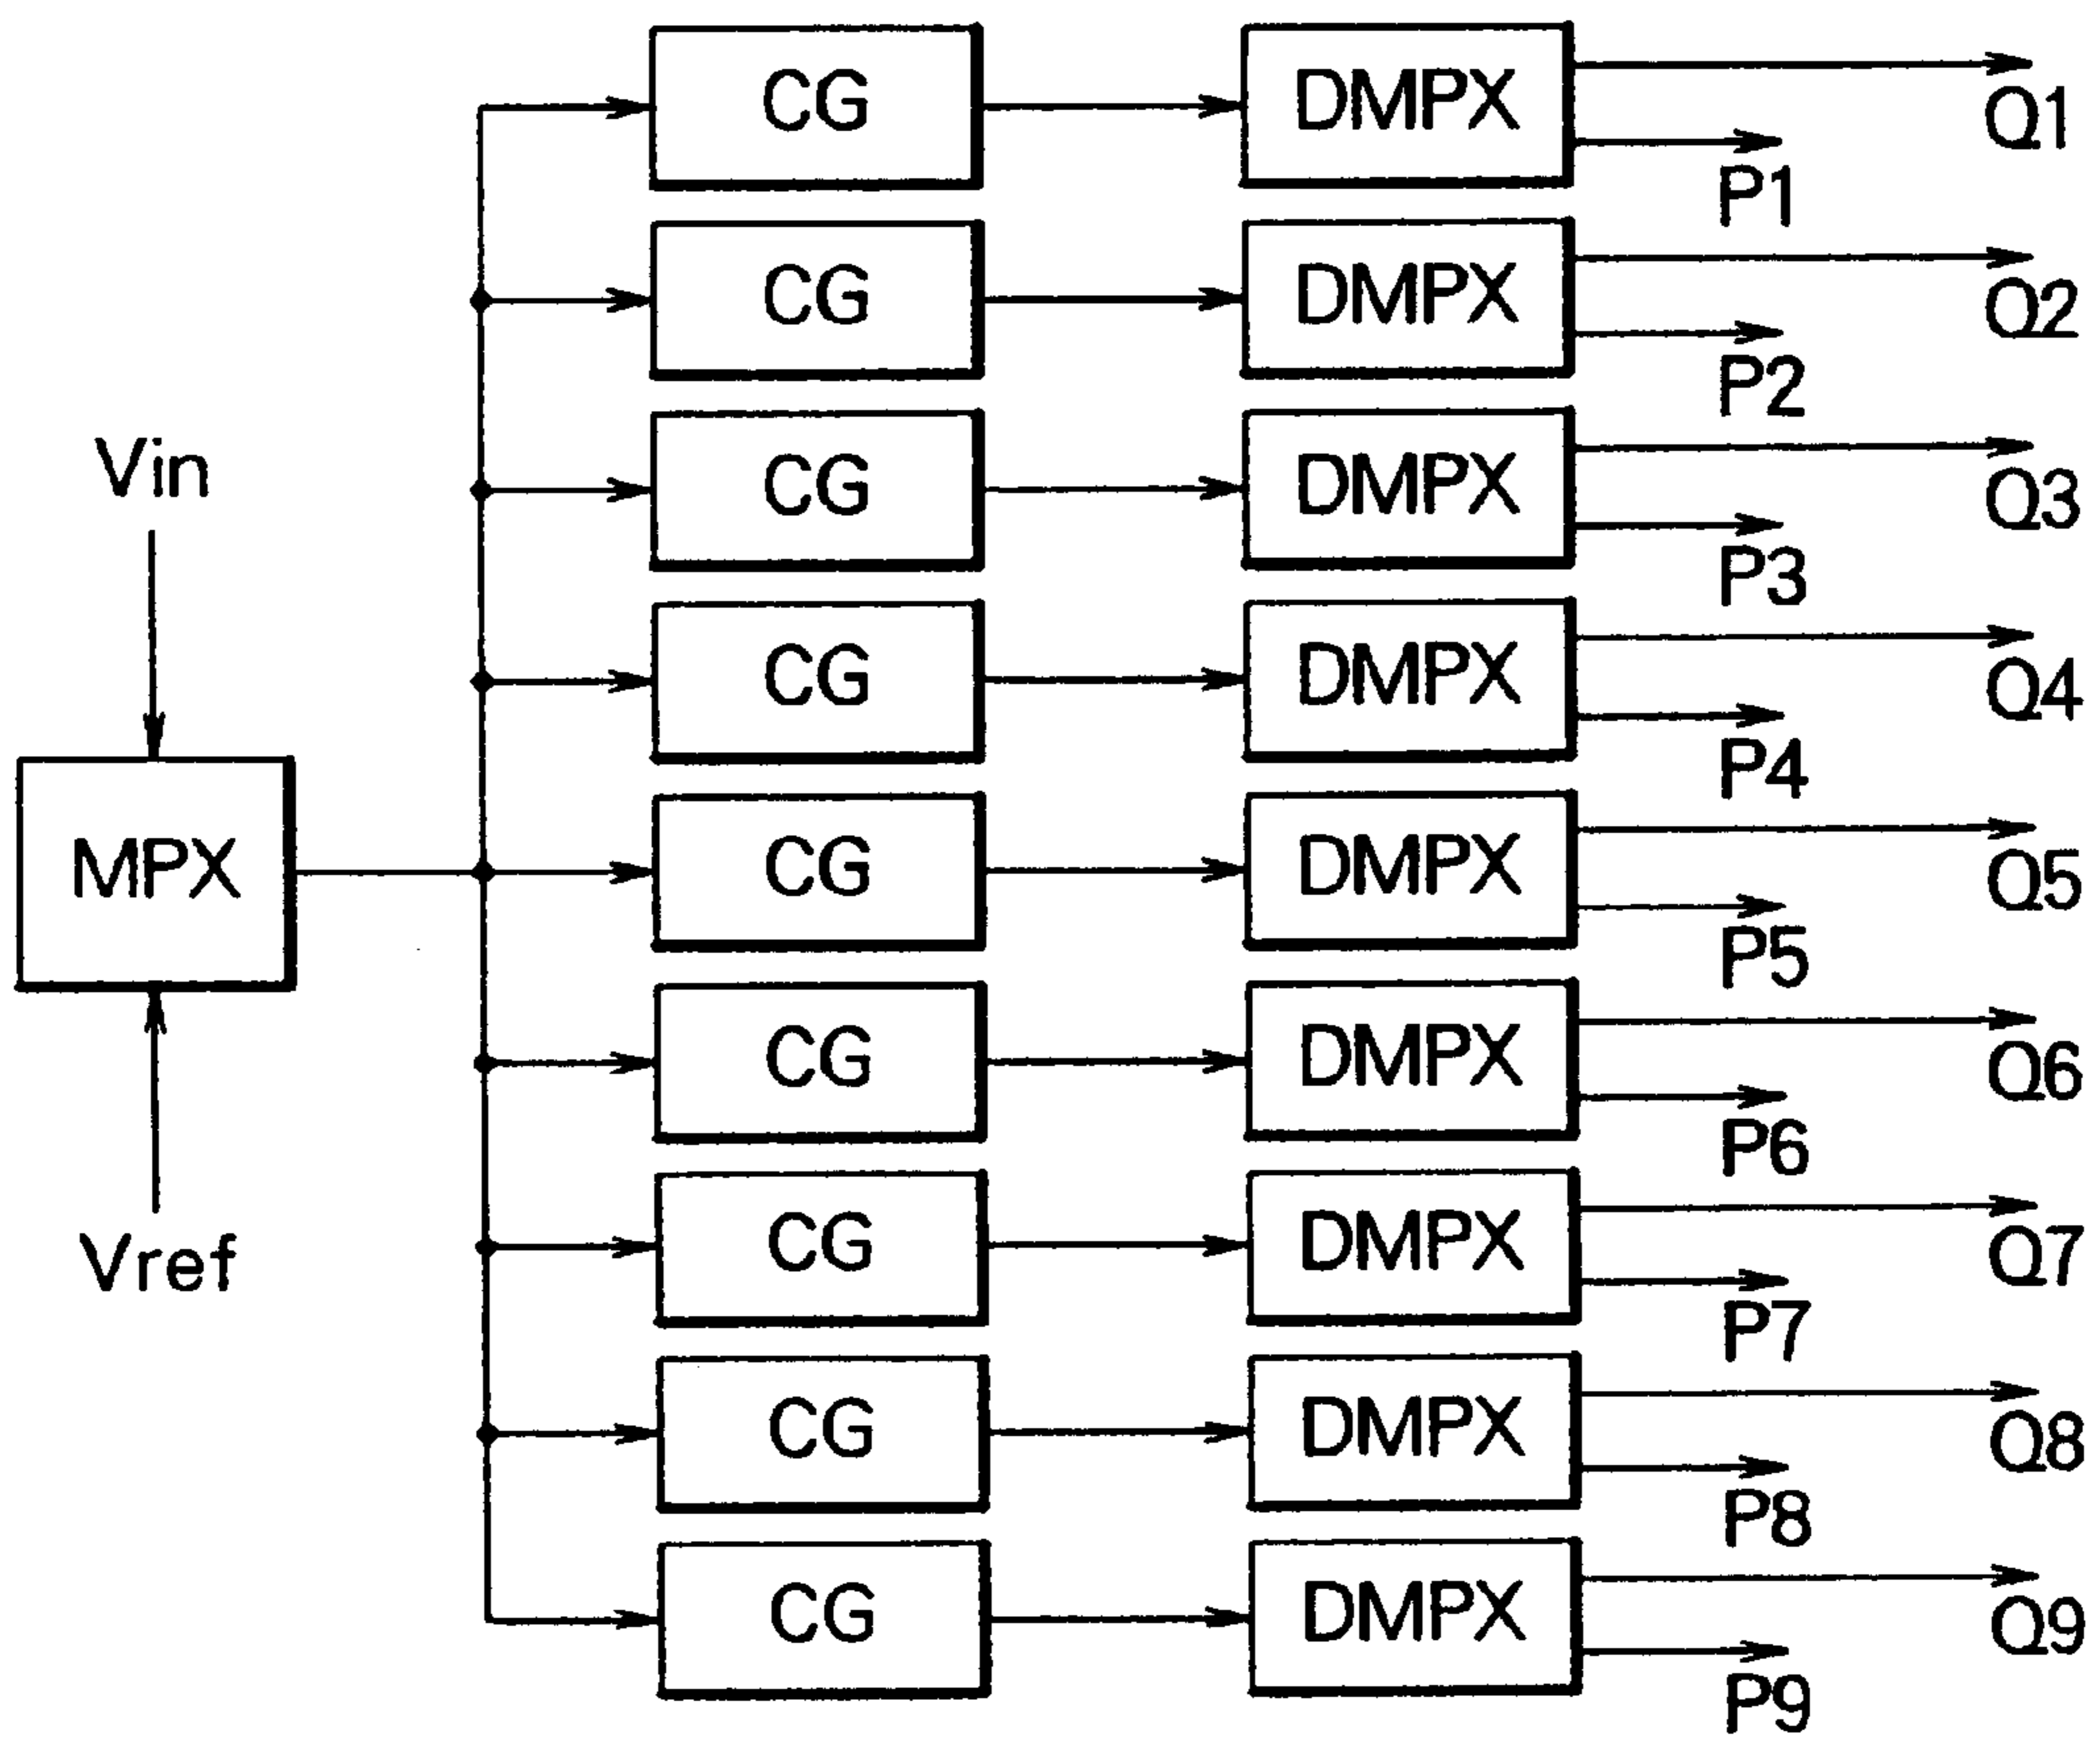 CG DMPX Q1
P1
CG DMPX Q2
P2
CG DMPX Q3
P3
Vin
CG DMPX Q4
P4
MPX
CG DMPX Q5
P5
CG DMPX Q6
P6
Vref
CG DMPX Q7
P7
CG DMPX Q8
P8
CG DMPX Q9
P9